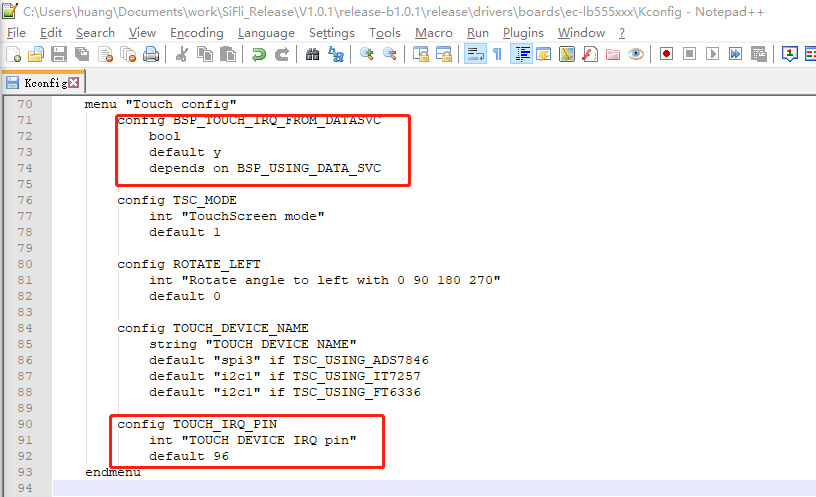 C:\Users\huang\Documents\work\SiFli_Release\V1.0.1\release-b1.0.1\release\drivers\boards\ec-lb555xxx\Kconfig - Notepad++
File Edit Search View Encoding Language Settings Tools Macro Run Plugins Window ?
Kconfig
70 menu "Touch config"
71 config BSP_TOUCH_IRQ_FROM_DATASVC
72 bool
73 default y
74 depends on BSP_USING_DATA_SVC
75
76 config TSC_MODE
77 int "TouchScreen mode"
78 default 1
79
80 config ROTATE_LEFT
81 int "Rotate angle to left with 0 90 180 270"
82 default 0
83
84 config TOUCH_DEVICE_NAME
85 string "TOUCH DEVICE NAME"
86 default "spi3" if TSC_USING_ADS7846
87 default "i2c1" if TSC_USING_IT7257
88 default "i2c1" if TSC_USING_FT6336
89
90 config TOUCH_IRQ_PIN
91 int "TOUCH DEVICE IRQ pin"
92 default 96
93 endmenu
94